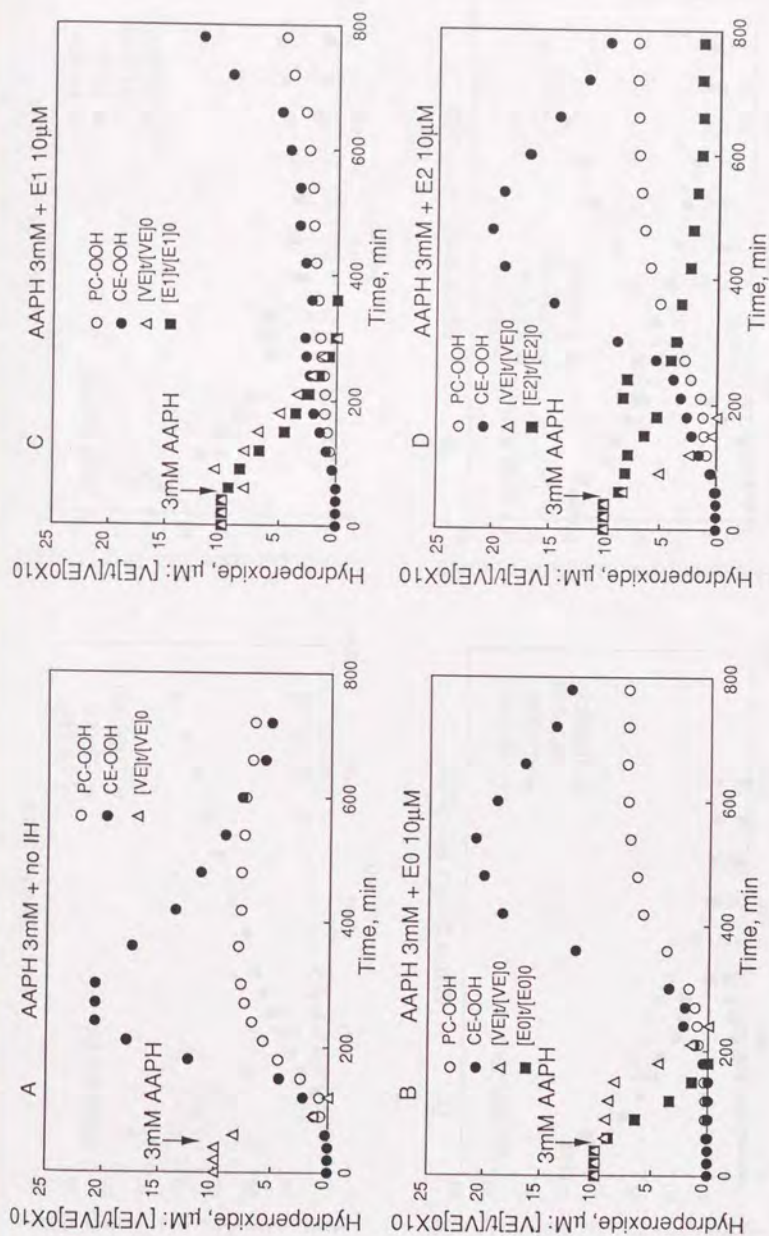 A
AAPH 3mM + no IH
Hydroperoxide, µM: [VE]t/[VE]0X10
25
20
15
10
5
0
PC-OOH
CE-OOH
[VE]t/[VE]0
3mM AAPH
0
200
400
600
800
Time, min
B
AAPH 3mM + E0 10µM
Hydroperoxide, µM: [VE]t/[VE]0X10
25
20
15
10
5
0
PC-OOH
CE-OOH
[VE]t/[VE]0
[E0]t/[E0]0
3mM AAPH
0
200
400
600
800
Time, min
C
AAPH 3mM + E1 10µM
Hydroperoxide, µM: [VE]t/[VE]0X10
25
20
15
10
5
0
PC-OOH
CE-OOH
[VE]t/[VE]0
[E1]t/[E1]0
3mM AAPH
0
200
400
600
800
Time, min
D
AAPH 3mM + E2 10µM
Hydroperoxide, µM: [VE]t/[VE]0X10
25
20
15
10
5
0
PC-OOH
CE-OOH
[VE]t/[VE]0
[E2]t/[E2]0
3mM AAPH
0
200
400
600
800
Time, min